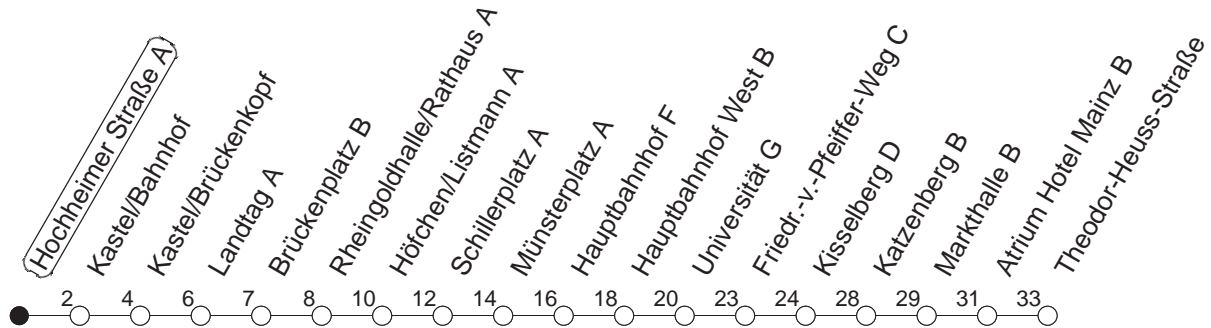 Hochheimer Straße A
Kastel/Bahnhof
Kastel/Brückenkopf
Landtag A
Brückenplatz B
Rheingoldhalle/Rathaus A
Höfchen/Listmann A
Schillerplatz A
Münsterplatz A
Hauptbahnhof F
Hauptbahnhof West B
Universität G
Friedr.-v.-Pfeiffer-Weg C
Kisselberg D
Katzenberg B
Markthalle B
Atrium Hotel Mainz B
Theodor-Heuss-Straße
2 4 6 7 8 10 12 14 16 18 20 23 24 28 29 31 33